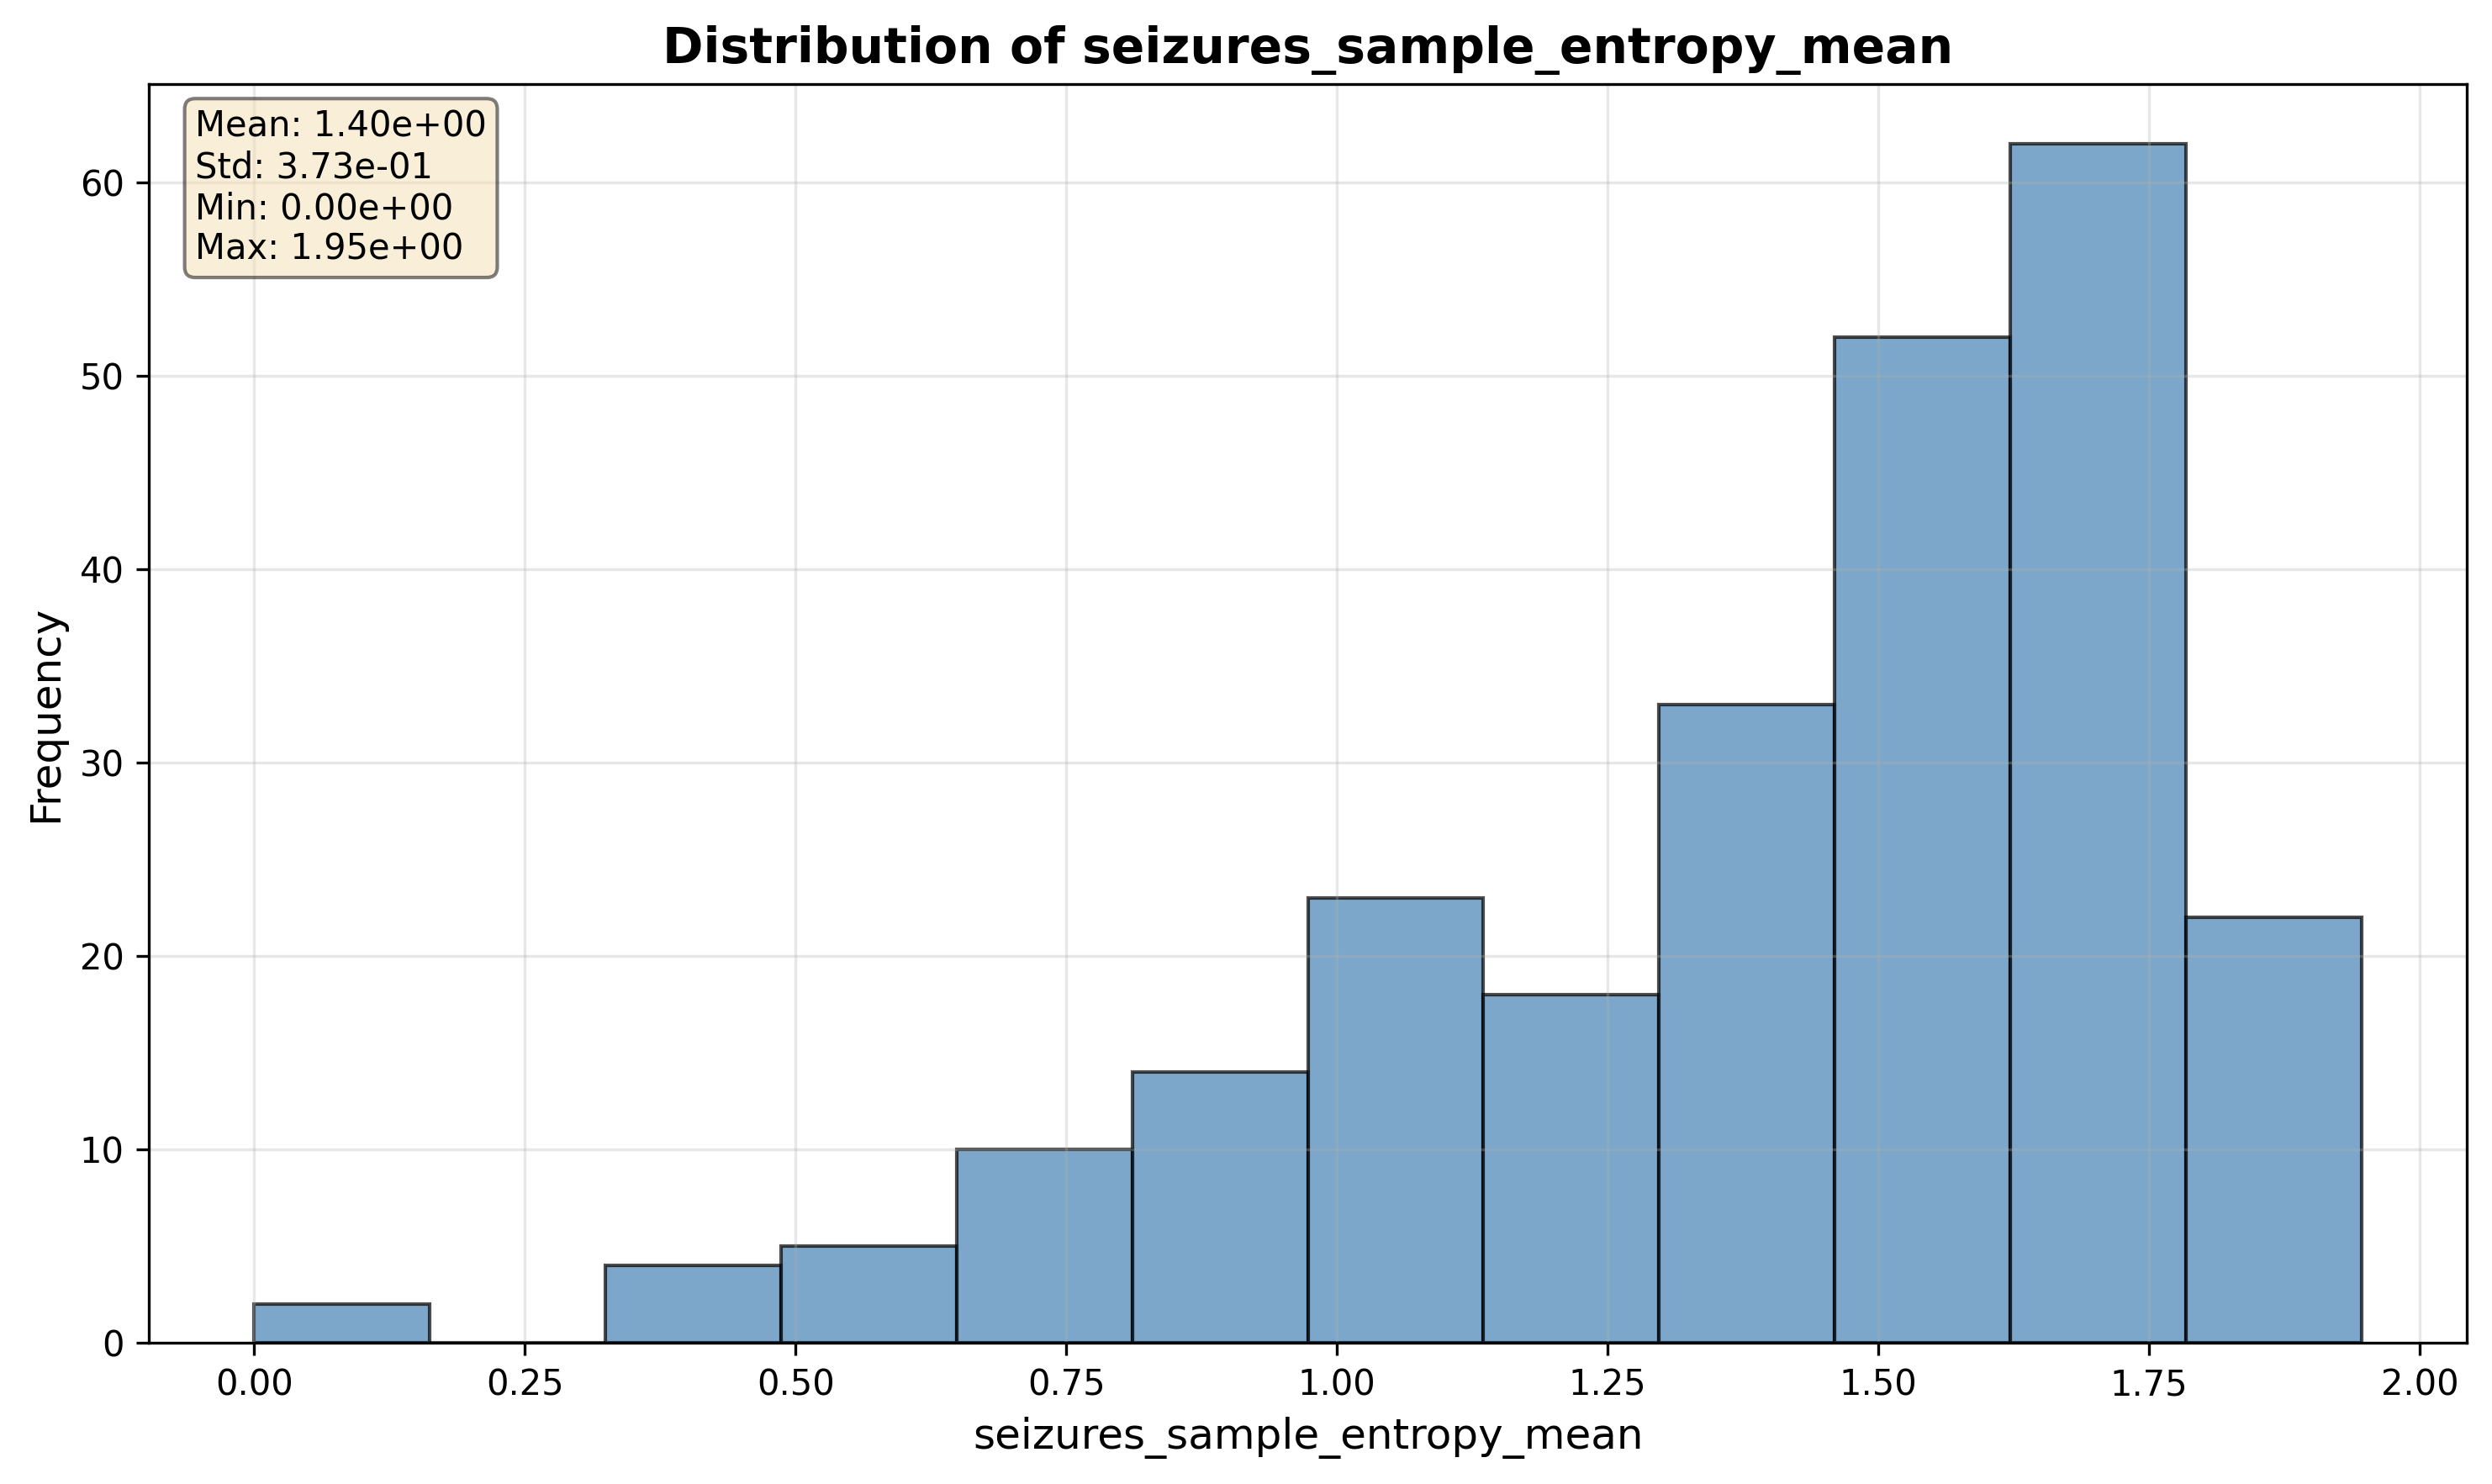 Distribution of seizures_sample_entropy_mean
Mean: 1.40e+00
Std: 3.73e-01
Min: 0.00e+00
Max: 1.95e+00
Frequency
60
50
40
30
20
10
0
0.00 0.25 0.50 0.75 1.00 1.25 1.50 1.75 2.00
seizures_sample_entropy_mean